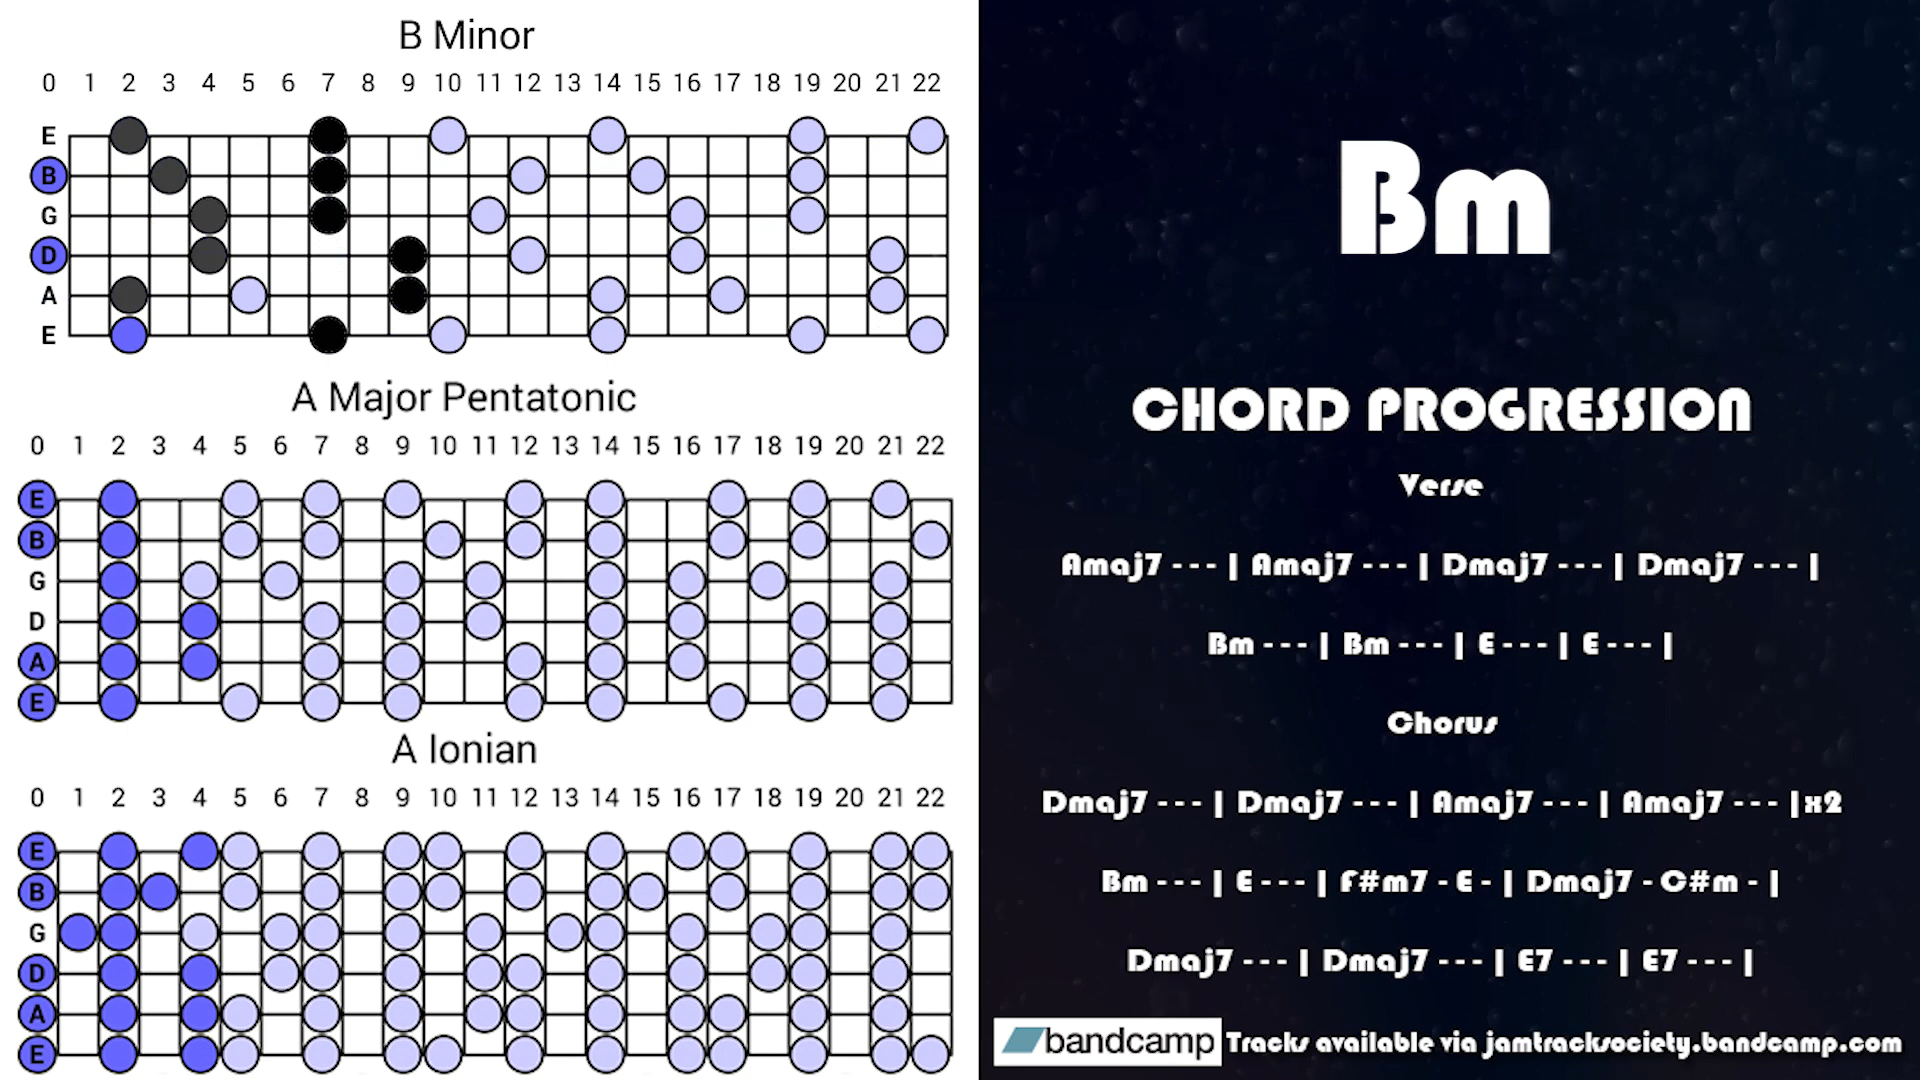 B Minor
0 1 2 3 4 5 6 7 8 9 10 11 12 13 14 15 16 17 18 19 20 21 22
E
B
G
D
A
E
A Major Pentatonic
0 1 2 3 4 5 6 7 8 9 10 11 12 13 14 15 16 17 18 19 20 21 22
E
B
G
D
A
E
A Ionian
0 1 2 3 4 5 6 7 8 9 10 11 12 13 14 15 16 17 18 19 20 21 22
E
B
G
D
A
E
Bm
CHORD PROGRESSION
Verse
Amaj7 - - - | Amaj7 - - - | Dmaj7 - - - | Dmaj7 - - - |
Bm - - - | Bm - - - | E - - - | E - - - |
Chorus
Dmaj7 - - - | Dmaj7 - - - | Amaj7 - - - | Amaj7 - - - |x2
Bm - - - | E - - - | F#m7 - E - | Dmaj7 - C#m - |
Dmaj7 - - - | Dmaj7 - - - | E7 - - - | E7 - - - |
bandcamp Tracks available via jamtracksociety.bandcamp.com